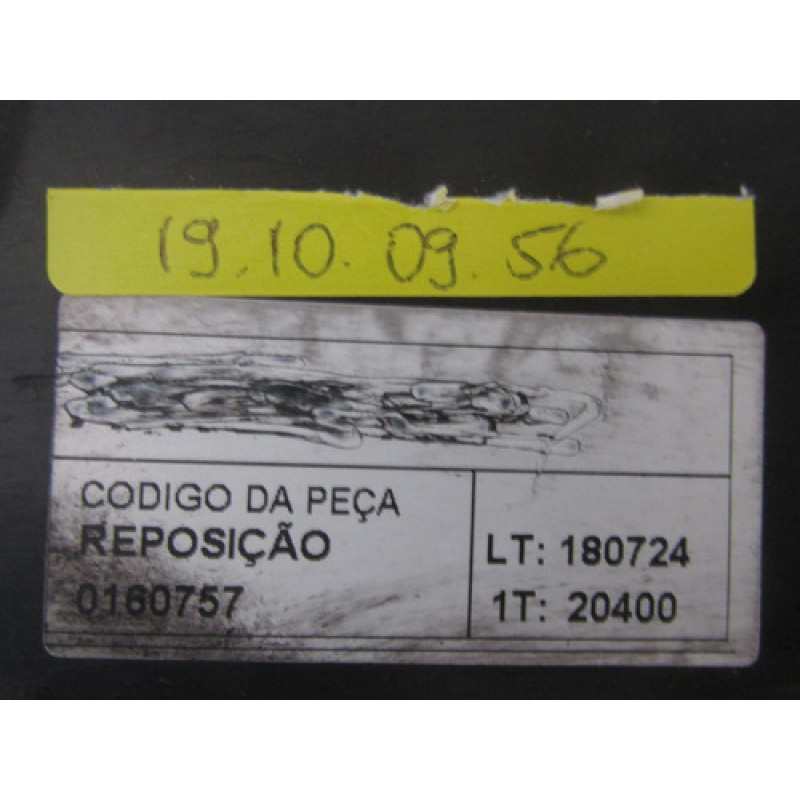 19.10.09.56
CODIGO DA PEÇA
REPOSIÇÃO
0160757
LT: 180724
1T: 20400